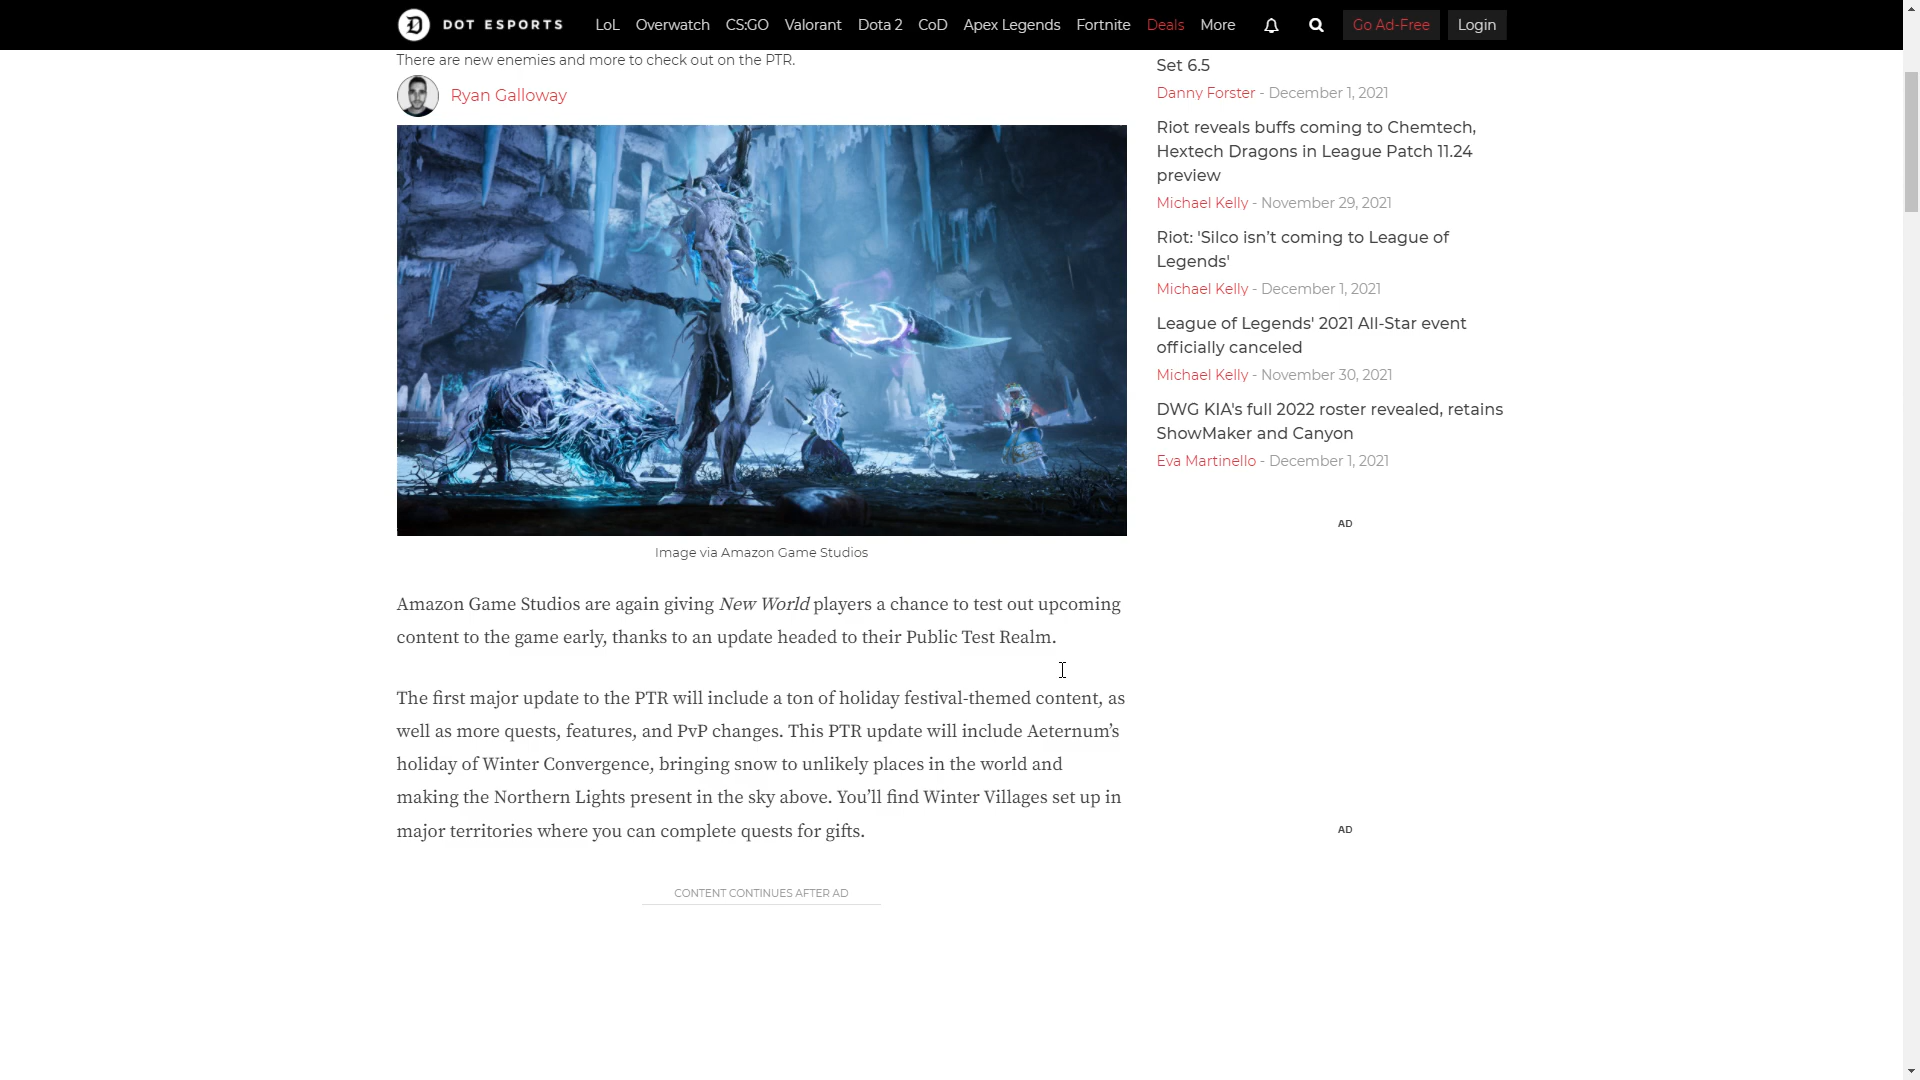 DOT ESPORTS LoL Overwatch CS:GO Valorant Dota 2 CoD Apex Legends Fortnite Deals More Go Ad-Free Login
There are new enemies and more to check out on the PTR.
Ryan Galloway
Image via Amazon Game Studios
Amazon Game Studios are again giving New World players a chance to test out upcoming
content to the game early, thanks to an update headed to their Public Test Realm.
The first major update to the PTR will include a ton of holiday festival-themed content, as
well as more quests, features, and PvP changes. This PTR update will include Aeternum’s
holiday of Winter Convergence, bringing snow to unlikely places in the world and
making the Northern Lights present in the sky above. You’ll find Winter Villages set up in
major territories where you can complete quests for gifts.
CONTENT CONTINUES AFTER AD
Set 6.5
Danny Forster - December 1, 2021
Riot reveals buffs coming to Chemtech,
Hextech Dragons in League Patch 11.24
preview
Michael Kelly - November 29, 2021
Riot: 'Silco isn’t coming to League of
Legends'
Michael Kelly - December 1, 2021
League of Legends' 2021 All-Star event
officially canceled
Michael Kelly - November 30, 2021
DWG KIA's full 2022 roster revealed, retains
ShowMaker and Canyon
Eva Martinello - December 1, 2021
AD
AD